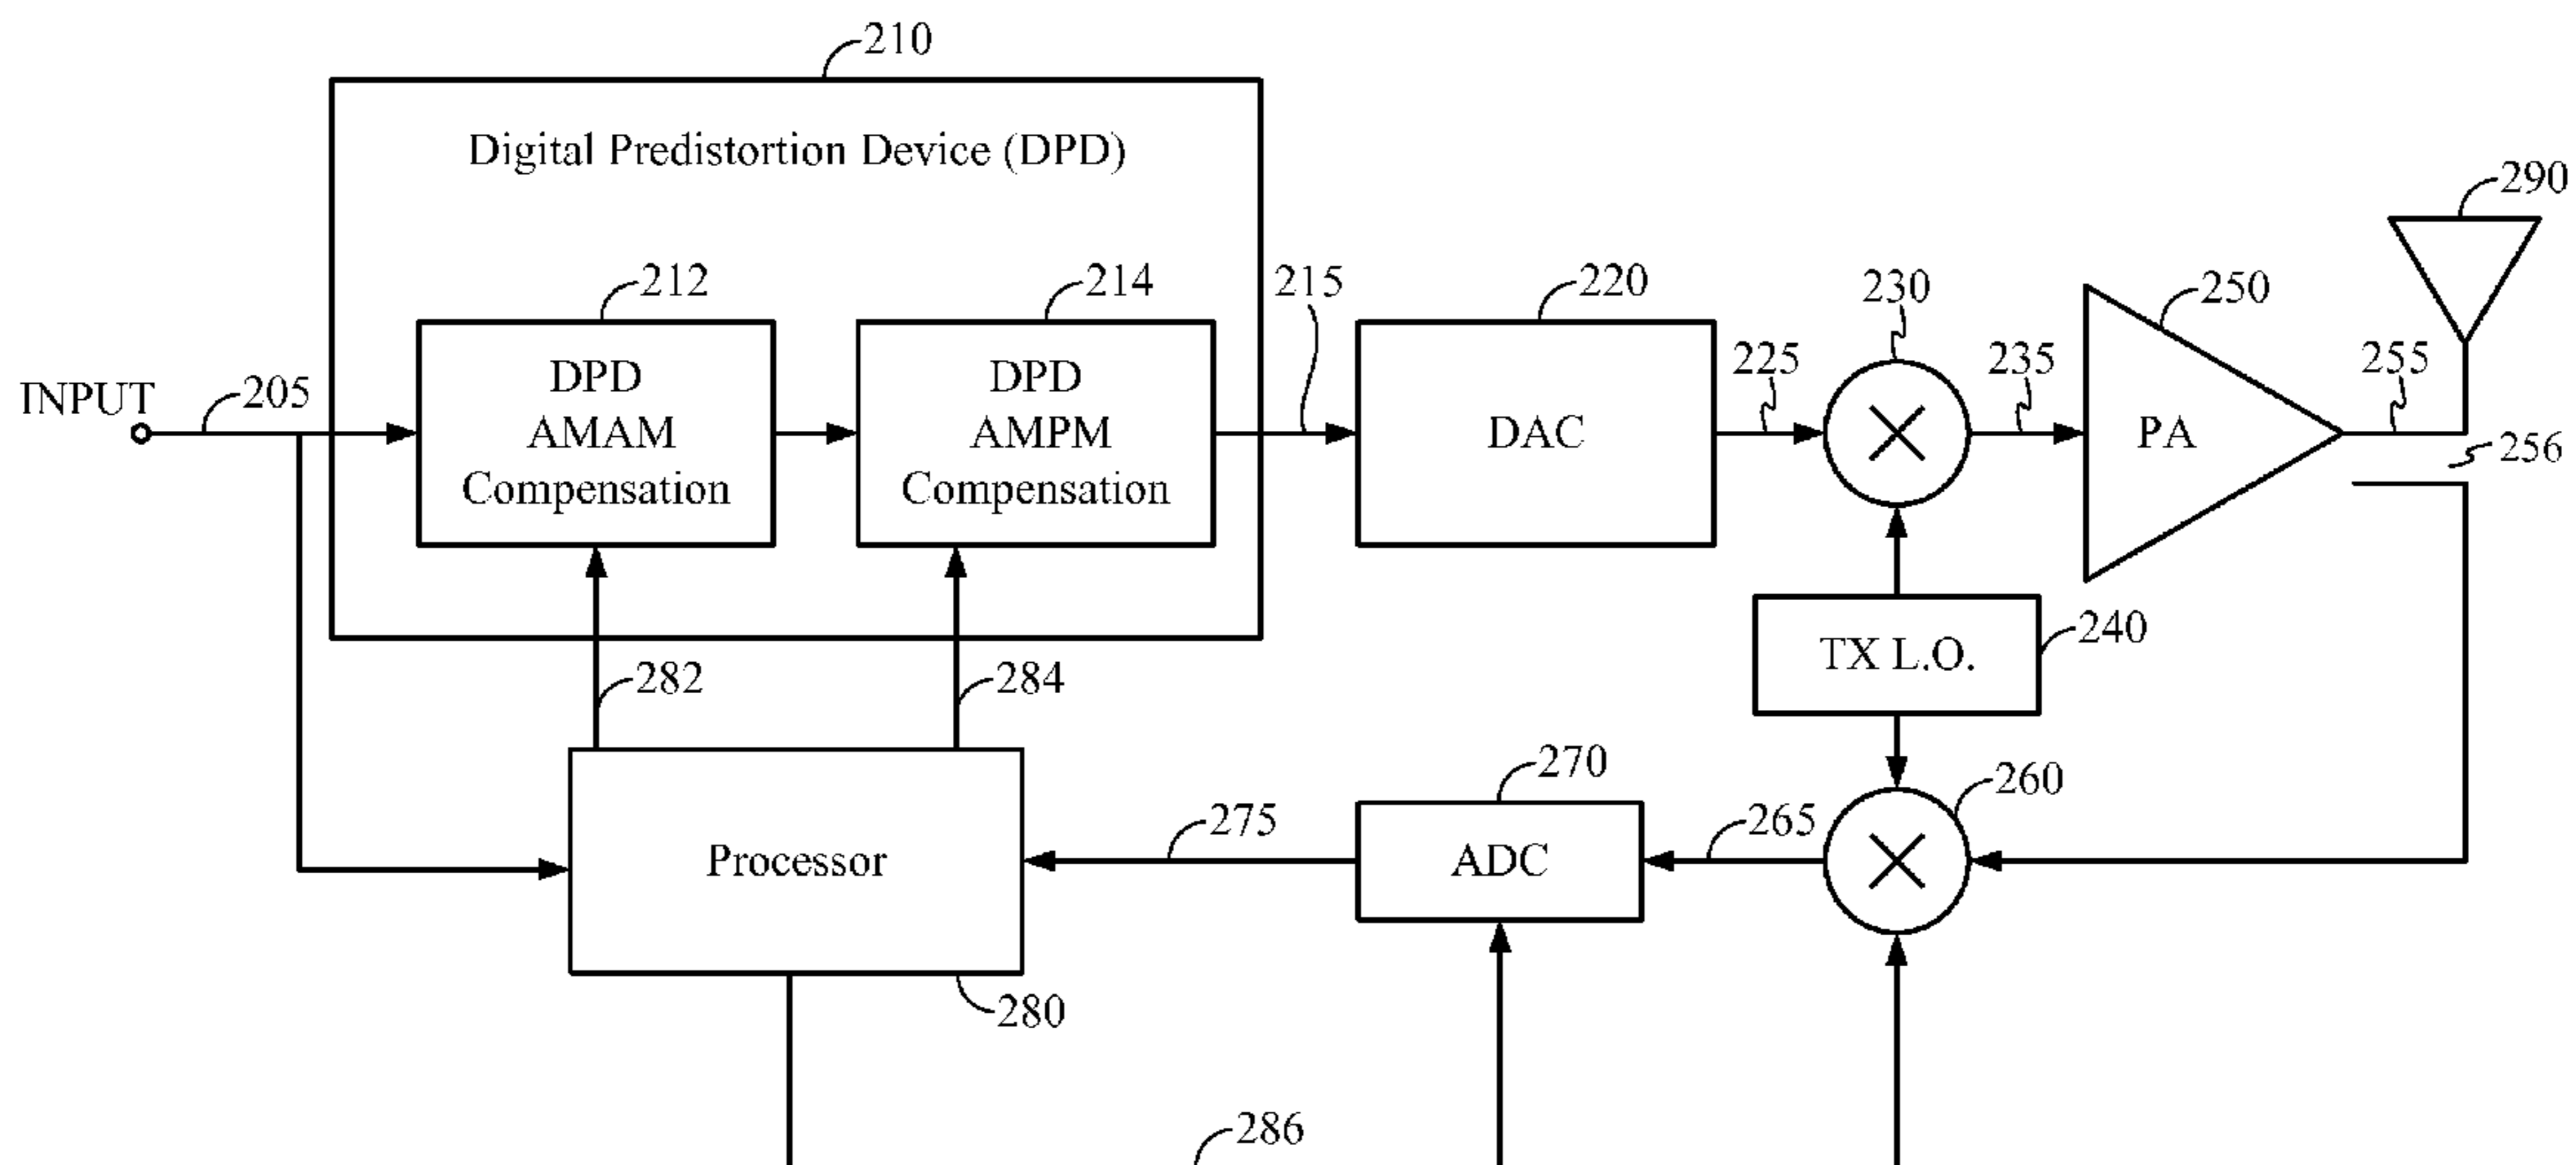 210
Digital Predistortion Device (DPD)
290
212
214
215
220
230
250
INPUT
205
DPD
AMAM
Compensation
DPD
AMPM
Compensation
DAC
225
235
PA
255
256
282
284
TX L.O.
240
Processor
275
270
ADC
265
260
280
286